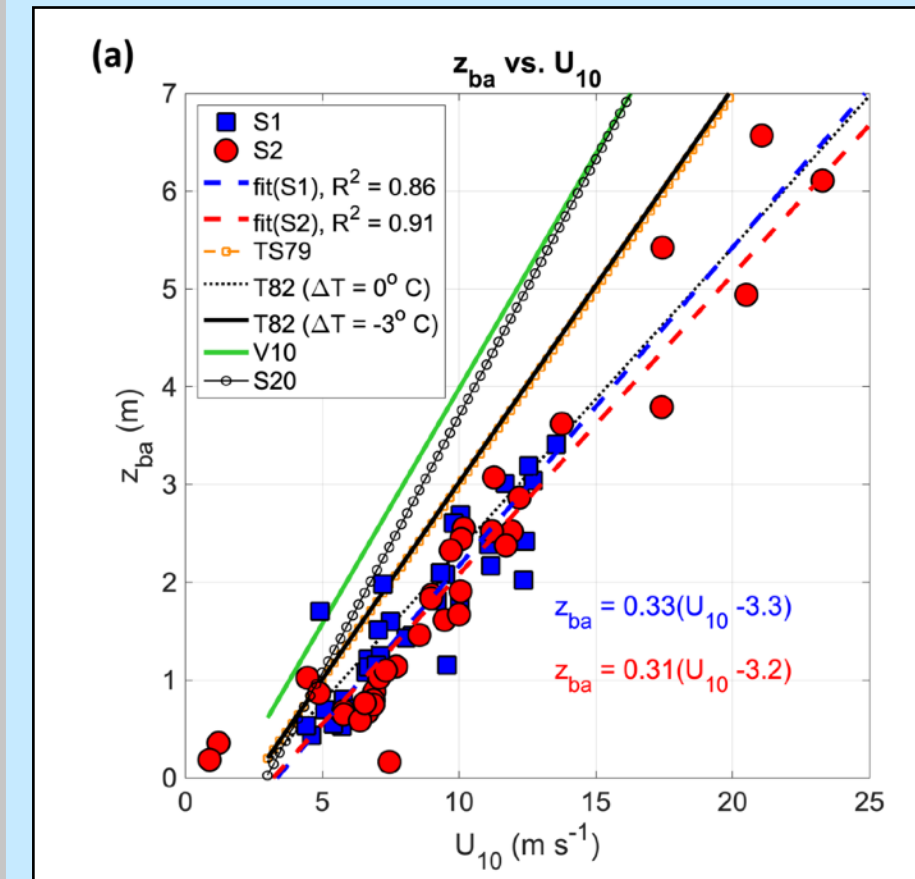 (a)
z_ba vs. U_10
S1
S2
fit(S1), R² = 0.86
fit(S2), R² = 0.91
TS79
T82 (ΔT = 0° C)
T82 (ΔT = -3° C)
V10
S20
7
6
5
4
3
2
1
0
z_ba (m)
z_ba = 0.33(U_10 -3.3)
z_ba = 0.31(U_10 -3.2)
0 5 10 15 20 25
U_10 (m s⁻¹)